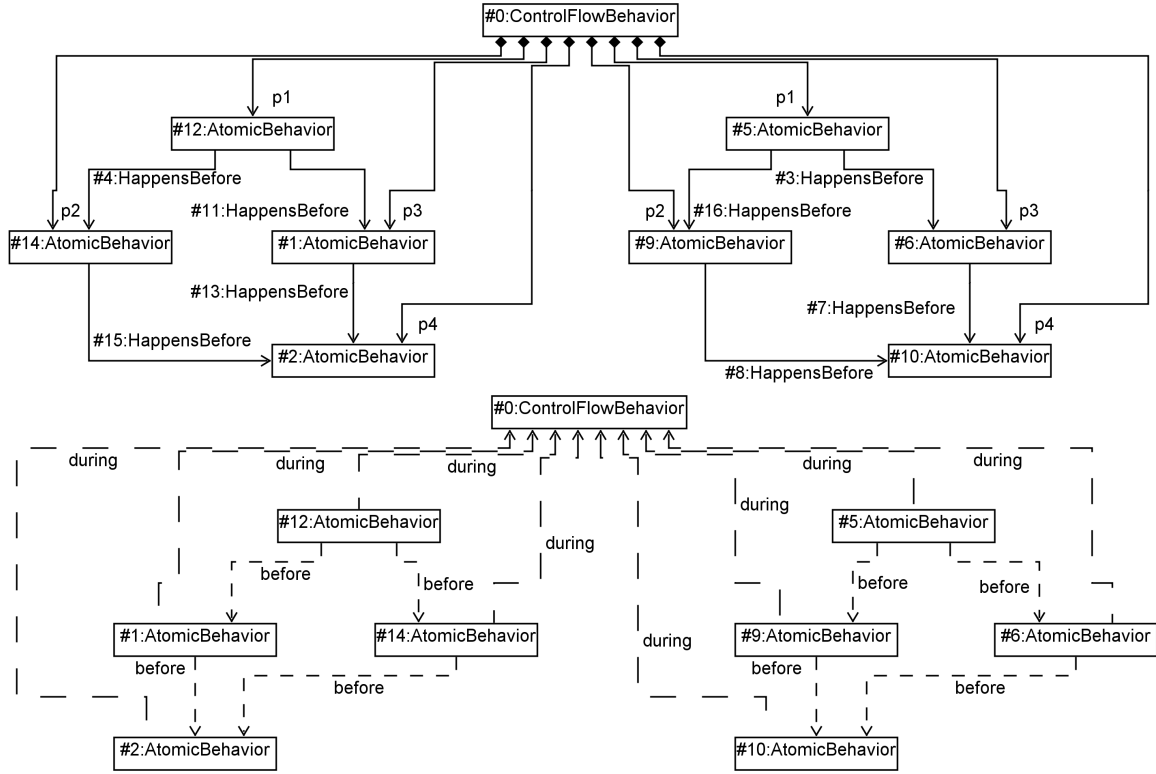 #0:ControlFlowBehavior
p1
p1
#12:AtomicBehavior
#5:AtomicBehavior
#4:HappensBefore
#3:HappensBefore
p2
#11:HappensBefore
p3
p2
#16:HappensBefore
p3
#14:AtomicBehavior
#1:AtomicBehavior
#9:AtomicBehavior
#6:AtomicBehavior
#13:HappensBefore
#7:HappensBefore
p4
p4
#15:HappensBefore
#2:AtomicBehavior
#10:AtomicBehavior
#8:HappensBefore
#0:ControlFlowBehavior
during
during
during
during
during
during
#12:AtomicBehavior
#5:AtomicBehavior
during
before
before
before
before
#1:AtomicBehavior
#14:AtomicBehavior
#9:AtomicBehavior
#6:AtomicBehavior
during
before
before
before
before
#2:AtomicBehavior
#10:AtomicBehavior